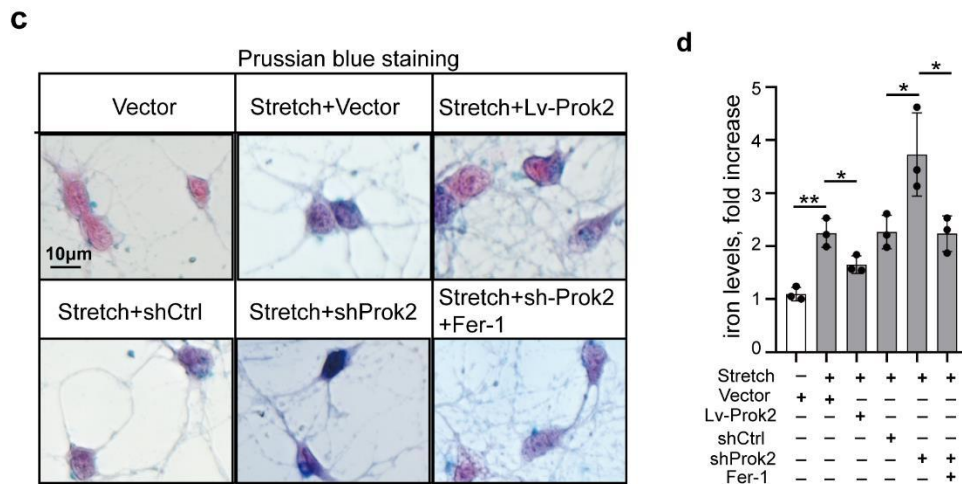 c
Prussian blue staining
Vector
Stretch+Vector
Stretch+Lv-Prok2
10μm
Stretch+shCtrl
Stretch+shProk2
Stretch+sh-Prok2
+Fer-1
d
iron levels, fold increase
5
4
3
2
1
**
*
*
*
Stretch – + + + + +
Vector + + – – – –
Lv-Prok2 – – + – – –
shCtrl – – – + – –
shProk2 – – – – + +
Fer-1 – – – – – +